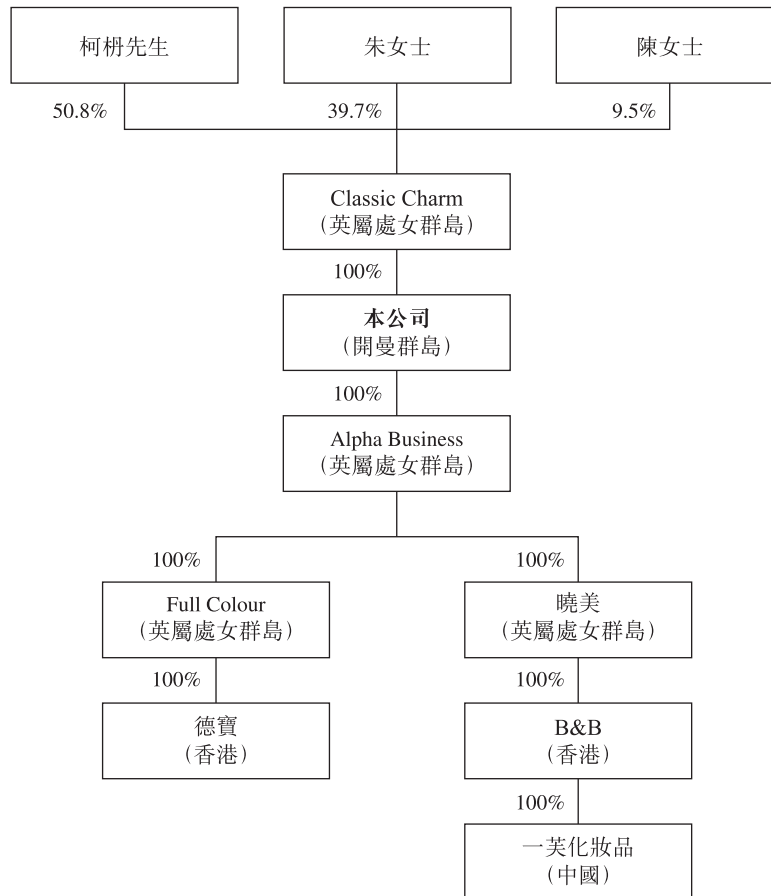 柯枬先生
朱女士
陳女士
50.8%
39.7%
9.5%
Classic Charm
(英屬處女群島)
100%
本公司
(開曼群島)
100%
Alpha Business
(英屬處女群島)
100%
100%
Full Colour
(英屬處女群島)
曉美
(英屬處女群島)
100%
100%
德寶
(香港)
B&B
(香港)
100%
一芙化妝品
(中國)